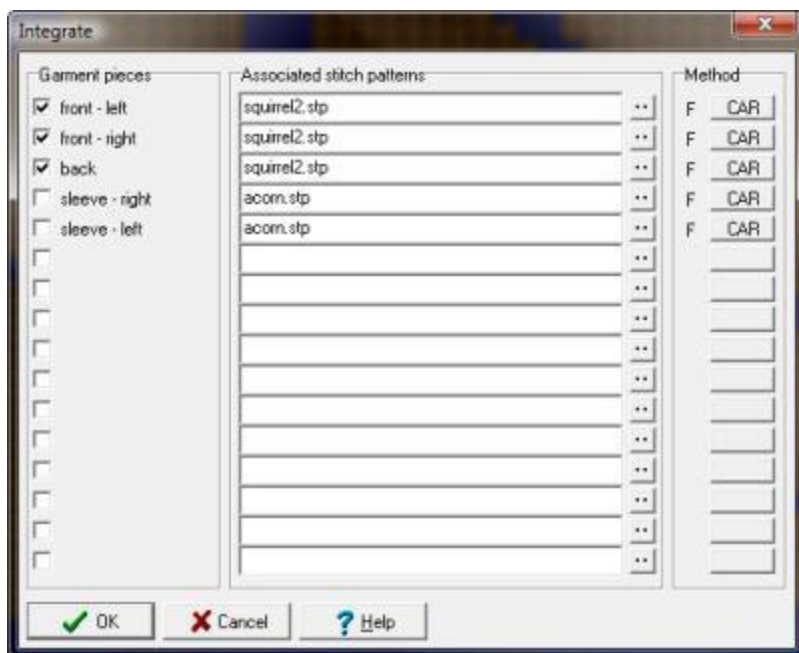 Integrate
Garment pieces Associated stitch patterns Method
front - left squirrel2.stp .. F CAR
front - right squirrel2.stp .. F CAR
back squirrel2.stp .. F CAR
sleeve - right acorn.stp .. F CAR
sleeve - left acorn.stp .. F CAR
..
..
..
..
..
..
..
..
..
..
..
OK Cancel ? Help